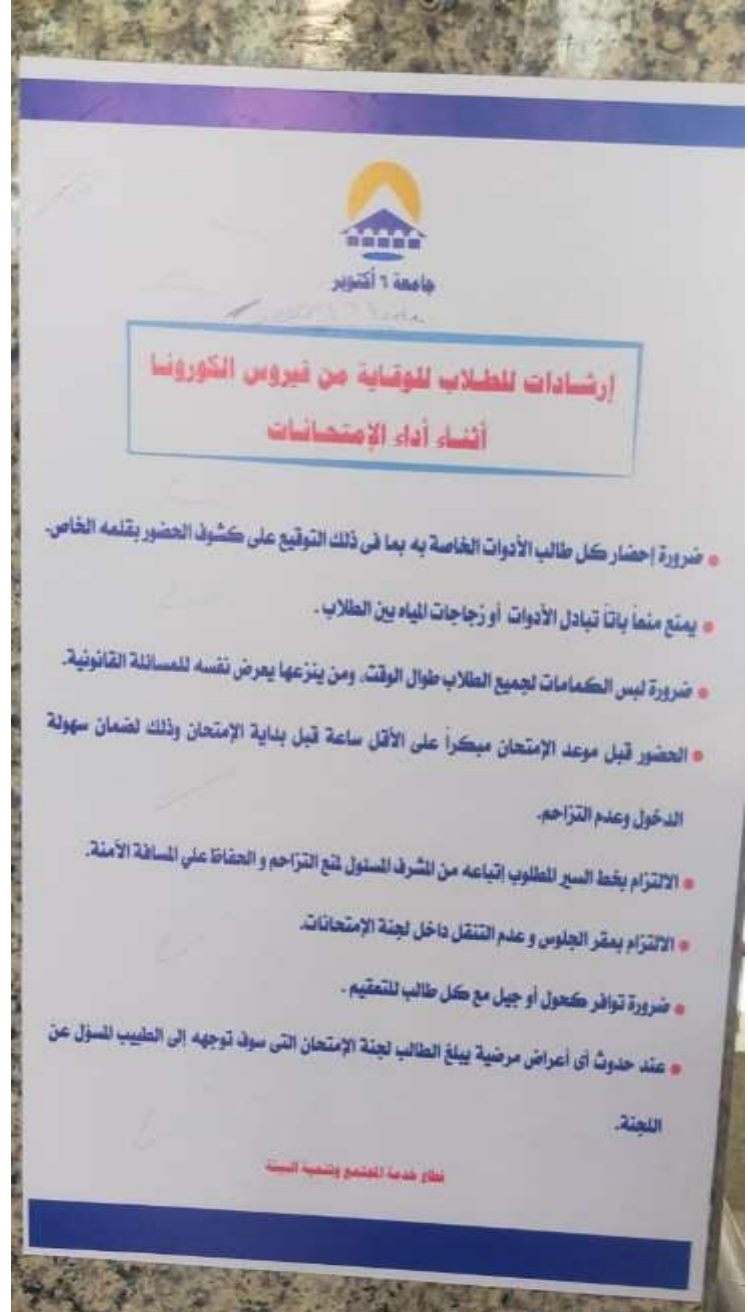 جامعة ٦ أكتوبر
إرشادات للطلاب للوقاية من فيروس الكورونا
أثناء أداء الإمتحانات
ضرورة إحضار كل طالب الأدوات الخاصة به بما فى ذلك التوقيع على كشوف الحضور بقلمه الخاص.
يمنع منعاً باتاً تبادل الأدوات أو زجاجات المياه بين الطلاب .
ضرورة لبس الكمامات لجميع الطلاب طوال الوقت، ومن ينزعها يعرض نفسه للمسائلة القانونية.
الحضور قبل موعد الإمتحان مبكراً على الأقل ساعة قبل بداية الإمتحان وذلك لضمان سهولة
الدخول وعدم التزاحم.
الالتزام بخط السير المطلوب إتباعه من المشرف المسئول لمنع التزاحم و الحفاظ علي المسافة الآمنة.
الالتزام بمقر الجلوس و عدم التنقل داخل لجنة الإمتحانات.
ضرورة توافر كحول أو جيل مع كل طالب للتعقيم .
عند حدوث أى أعراض مرضية يبلغ الطالب لجنة الإمتحان التى سوف توجهه إلى الطبيب المسؤل عن
اللجنة.
قطاع خدمة المجتمع وتنمية البيئة